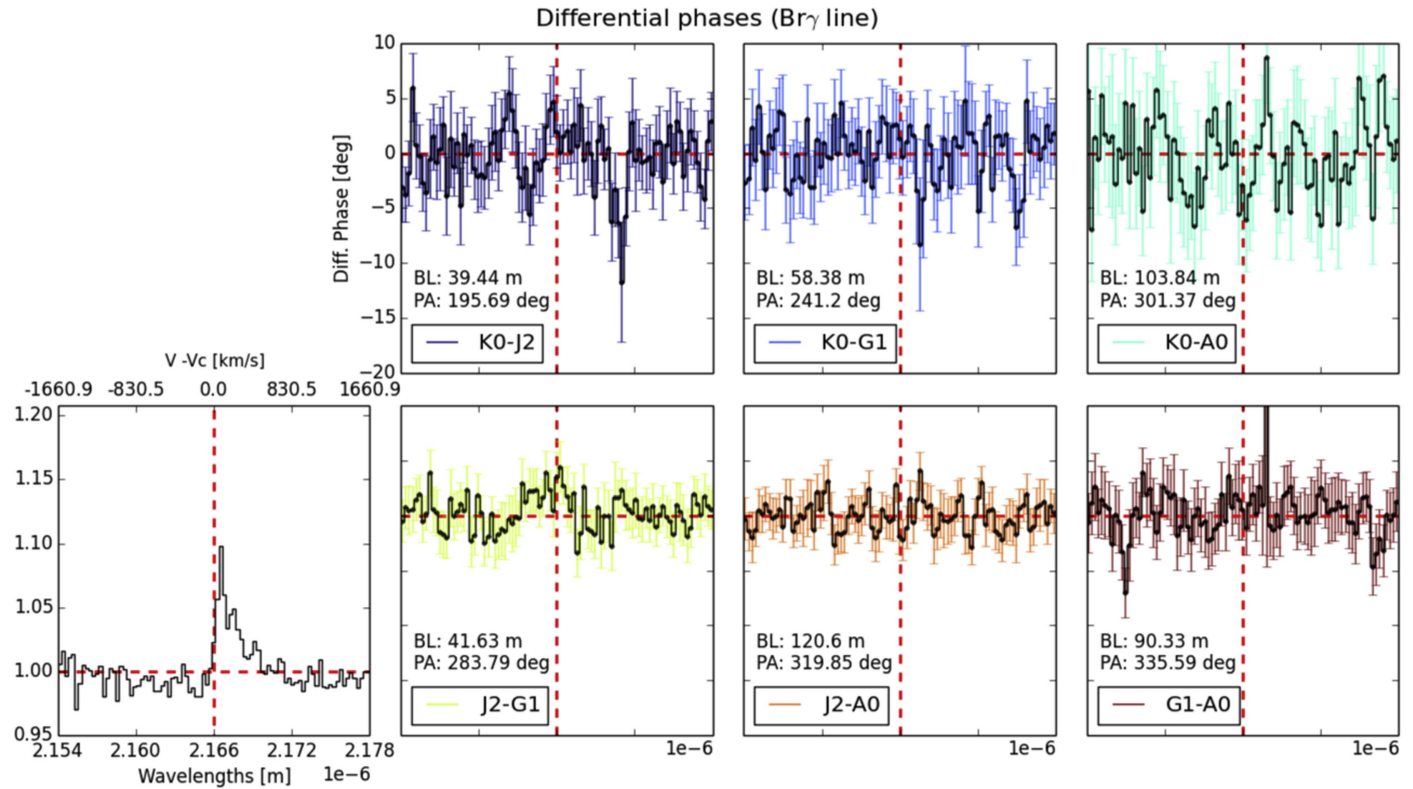 Differential phases (Brγ line)
10
5
0
−5
−10
−15
−20
Diff. Phase [deg]
BL: 39.44 m
PA: 195.69 deg
K0-J2
BL: 58.38 m
PA: 241.2 deg
K0-G1
BL: 103.84 m
PA: 301.37 deg
K0-A0
V -Vc [km/s]
-1660.9 -830.5 0.0 830.5 1660.9
1.20
1.15
1.10
1.05
1.00
0.95
2.154 2.160 2.166 2.172 2.178
Wavelengths [m] 1e-6
BL: 41.63 m
PA: 283.79 deg
J2-G1
1e-6
BL: 120.6 m
PA: 319.85 deg
J2-A0
1e-6
BL: 90.33 m
PA: 335.59 deg
G1-A0
1e-6